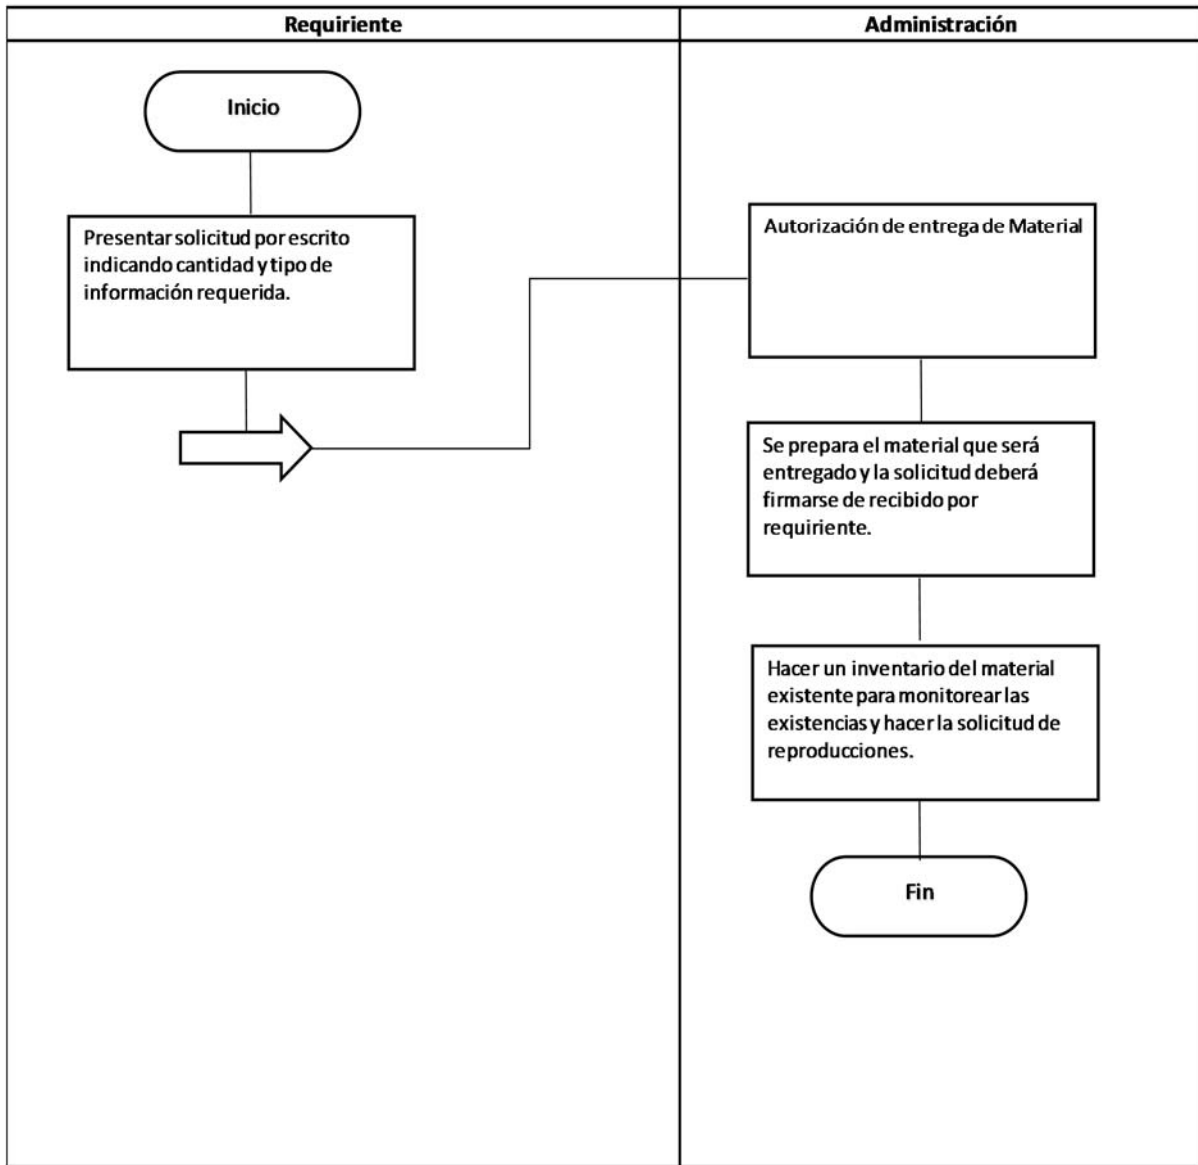 Requiriente
Administración
Inicio
Presentar solicitud por escrito
indicando cantidad y tipo de
información requerida.
Autorización de entrega de Material
Se prepara el material que será
entregado y la solicitud deberá
firmarse de recibido por
requiriente.
Hacer un inventario del material
existente para monitorear las
existencias y hacer la solicitud de
reproducciones.
Fin